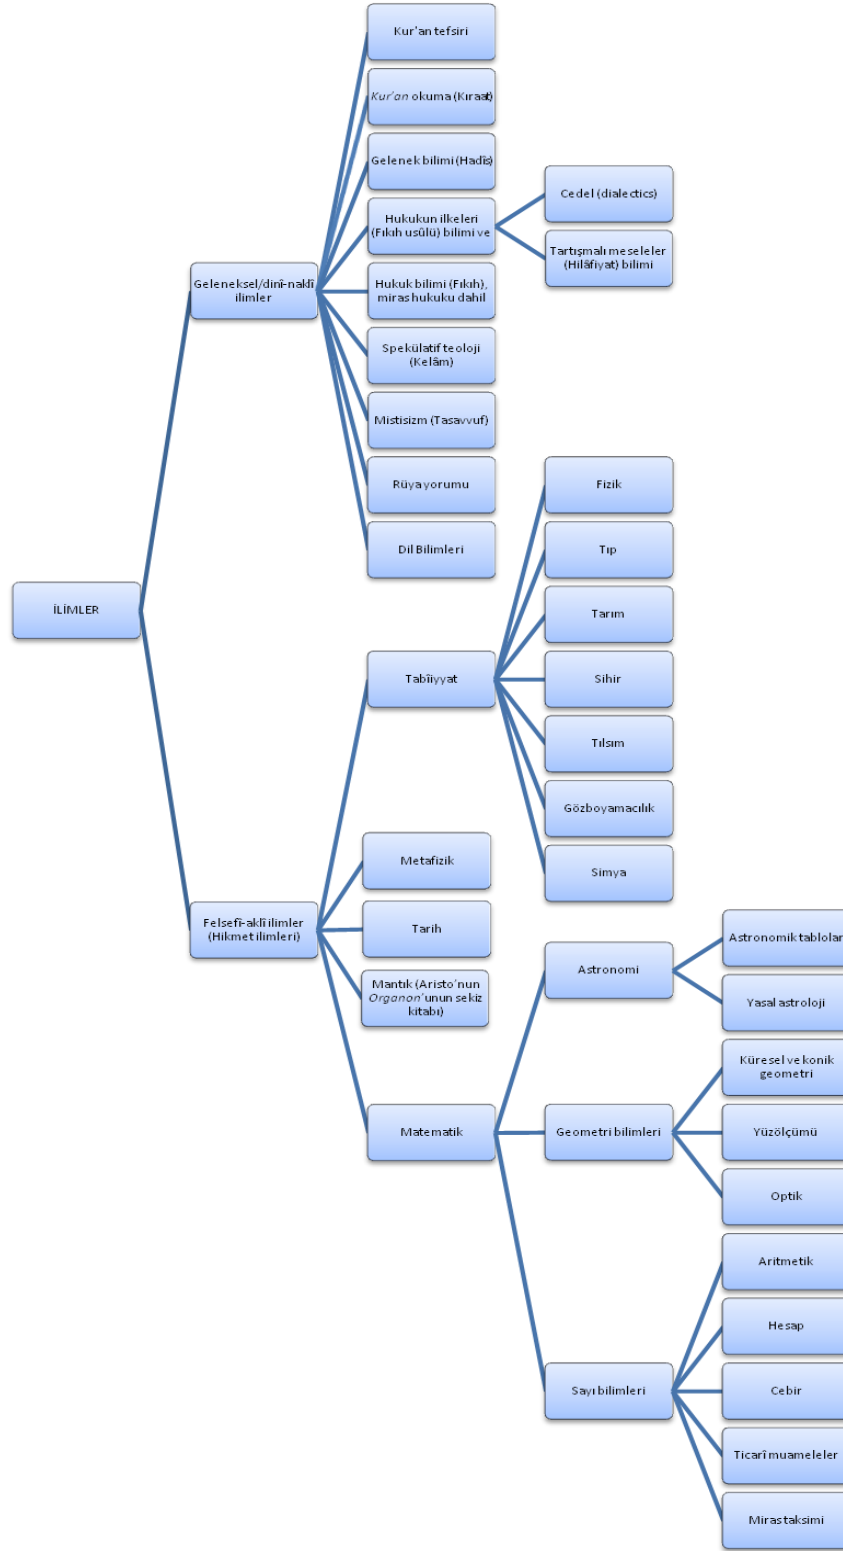 Kur'an tefsiri
Kur'an okuma (Kıraat)
Gelenek bilimi (Hadîs)
Hukukun ilkeleri
(Fıkıh usûlü) bilimi ve
Cedel (dialectics)
Tartışmalı meseleler
(Hilâfiyat) bilimi
Geleneksel/dinî-naklî
ilimler
Hukuk bilimi (Fıkıh),
miras hukuku dahil
Spekülatif teoloji
(Kelâm)
Mistisizm (Tasavvuf)
Rüya yorumu
Dil Bilimleri
İLİMLER
Fizik
Tıp
Tarım
Tabîiyyat
Sihir
Tılsım
Gözboyamacılık
Simya
Metafizik
Felsefî-aklî ilimler
(Hikmet ilimleri)
Tarih
Mantık (Aristo'nun
Organon'unun sekiz
kitabı)
Matematik
Astronomi
Astronomik tablolar
Yasal astroloji
Geometri bilimleri
Küresel ve konik
geometri
Yüzölçümü
Optik
Sayı bilimleri
Aritmetik
Hesap
Cebir
Ticarî muameleler
Miras taksimi